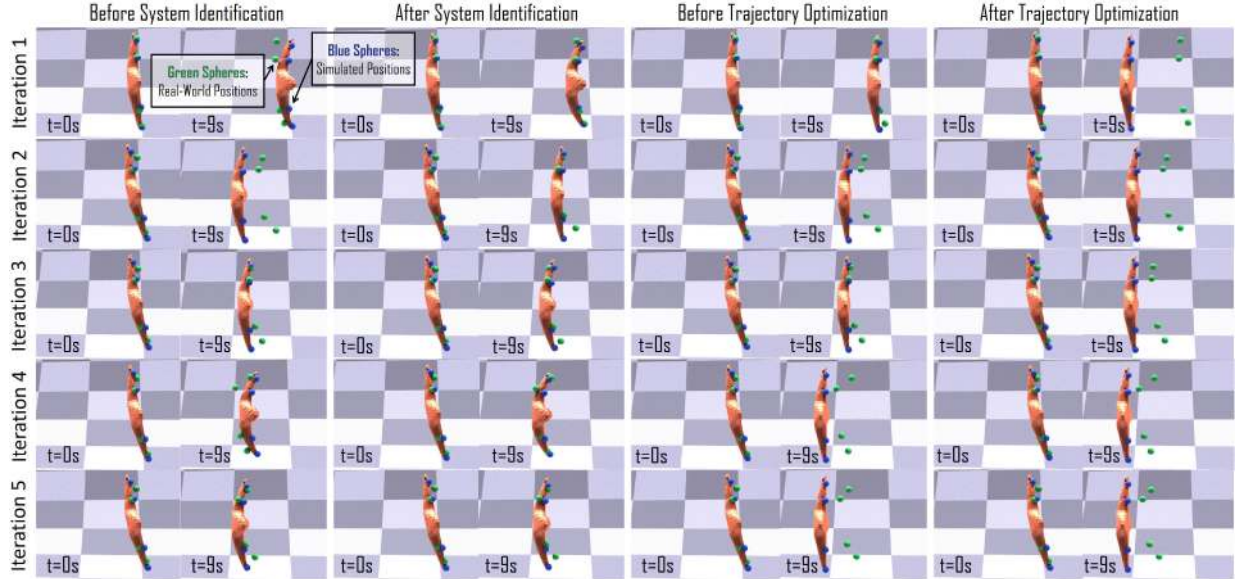 Before System Identification After System Identification Before Trajectory Optimization After Trajectory Optimization
Iteration 1
Green Spheres:
Real-World Positions
Blue Spheres:
Simulated Positions
t=0s t=9s t=0s t=9s t=0s t=9s t=0s t=9s
Iteration 2
t=0s t=9s t=0s t=9s t=0s t=9s t=0s t=9s
Iteration 3
t=0s t=9s t=0s t=9s t=0s t=9s t=0s t=9s
Iteration 4
t=0s t=9s t=0s t=9s t=0s t=9s t=0s t=9s
Iteration 5
t=0s t=9s t=0s t=9s t=0s t=9s t=0s t=9s